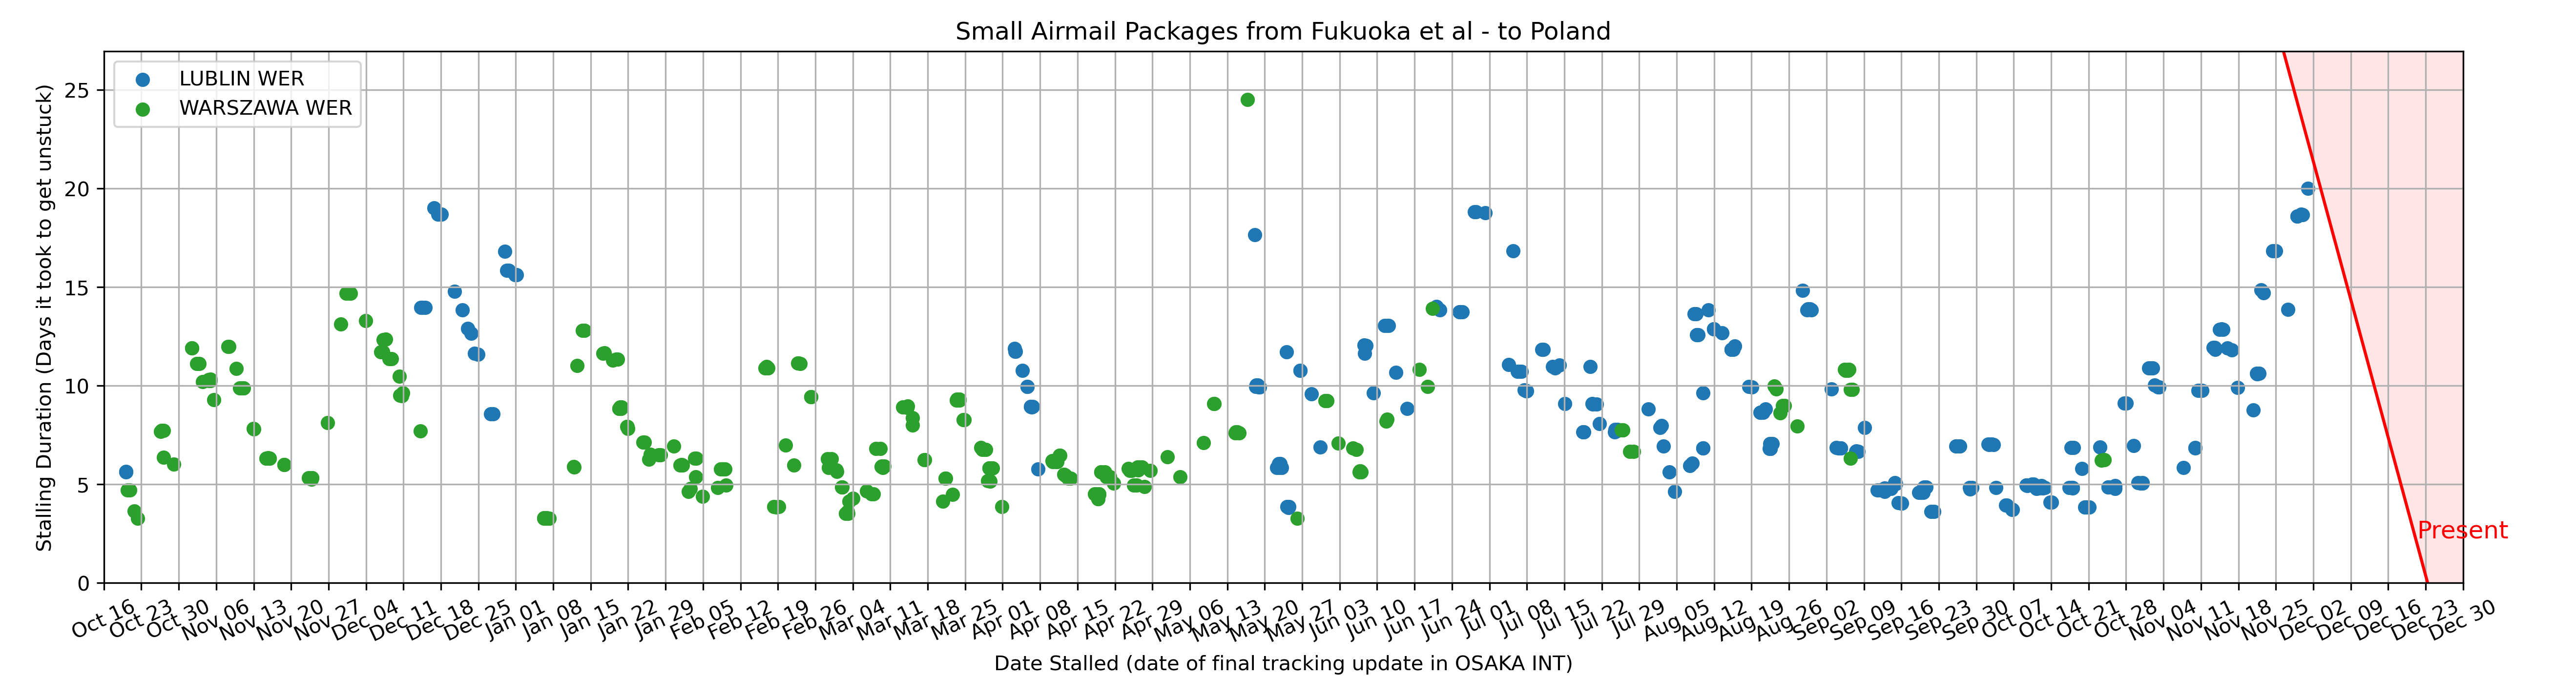 Small Airmail Packages from Fukuoka et al - to Poland
LUBLIN WER
WARSZAWA WER
Stalling Duration (Days it took to get unstuck)
25
20
15
10
5
0
Present
Oct 16
Oct 23
Oct 30
Nov 06
Nov 13
Nov 20
Nov 27
Dec 04
Dec 11
Dec 18
Dec 25
Jan 01
Jan 08
Jan 15
Jan 22
Jan 29
Feb 05
Feb 12
Feb 19
Feb 26
Mar 04
Mar 11
Mar 18
Mar 25
Apr 01
Apr 08
Apr 15
Apr 22
Apr 29
May 06
May 13
May 20
May 27
Jun 03
Jun 10
Jun 17
Jun 24
Jul 01
Jul 08
Jul 15
Jul 22
Jul 29
Aug 05
Aug 12
Aug 19
Aug 26
Sep 02
Sep 09
Sep 16
Sep 23
Sep 30
Oct 07
Oct 14
Oct 21
Oct 28
Nov 04
Nov 11
Nov 18
Nov 25
Dec 02
Dec 09
Dec 16
Dec 23
Dec 30
Date Stalled (date of final tracking update in OSAKA INT)